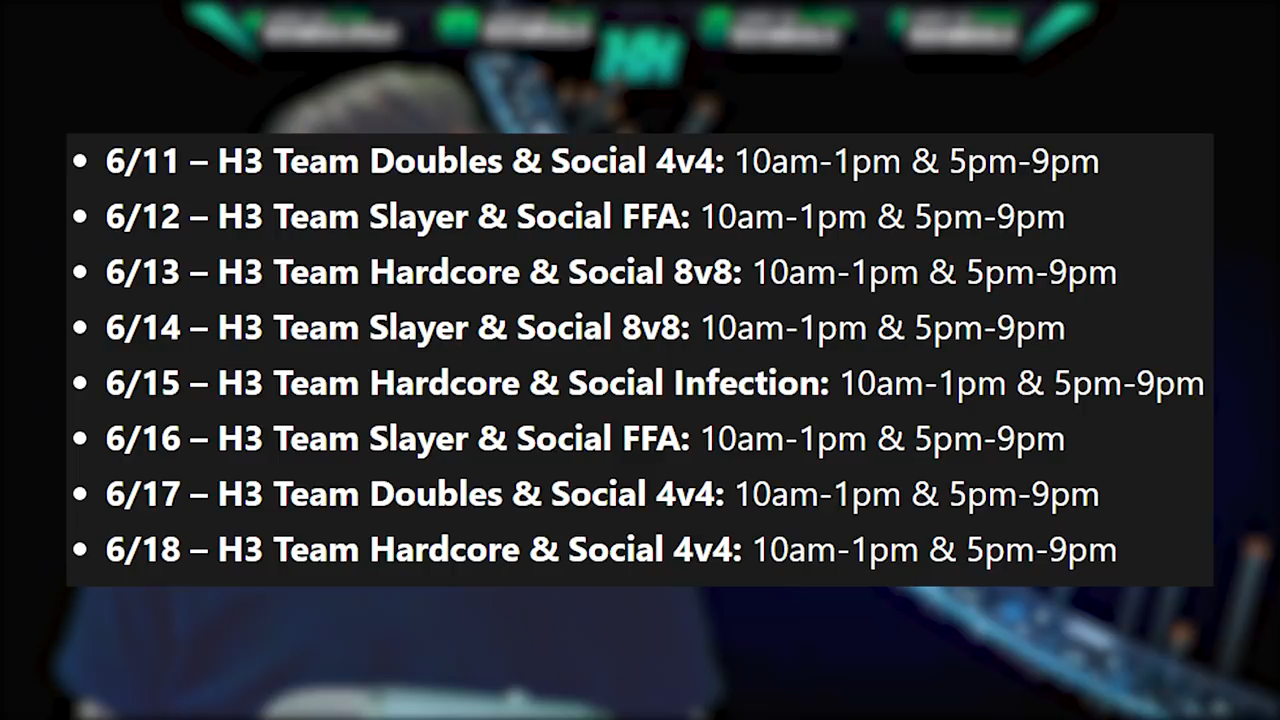 HH
• 6/11 – H3 Team Doubles & Social 4v4: 10am-1pm & 5pm-9pm
• 6/12 – H3 Team Slayer & Social FFA: 10am-1pm & 5pm-9pm
• 6/13 – H3 Team Hardcore & Social 8v8: 10am-1pm & 5pm-9pm
• 6/14 – H3 Team Slayer & Social 8v8: 10am-1pm & 5pm-9pm
• 6/15 – H3 Team Hardcore & Social Infection: 10am-1pm & 5pm-9pm
• 6/16 – H3 Team Slayer & Social FFA: 10am-1pm & 5pm-9pm
• 6/17 – H3 Team Doubles & Social 4v4: 10am-1pm & 5pm-9pm
• 6/18 – H3 Team Hardcore & Social 4v4: 10am-1pm & 5pm-9pm